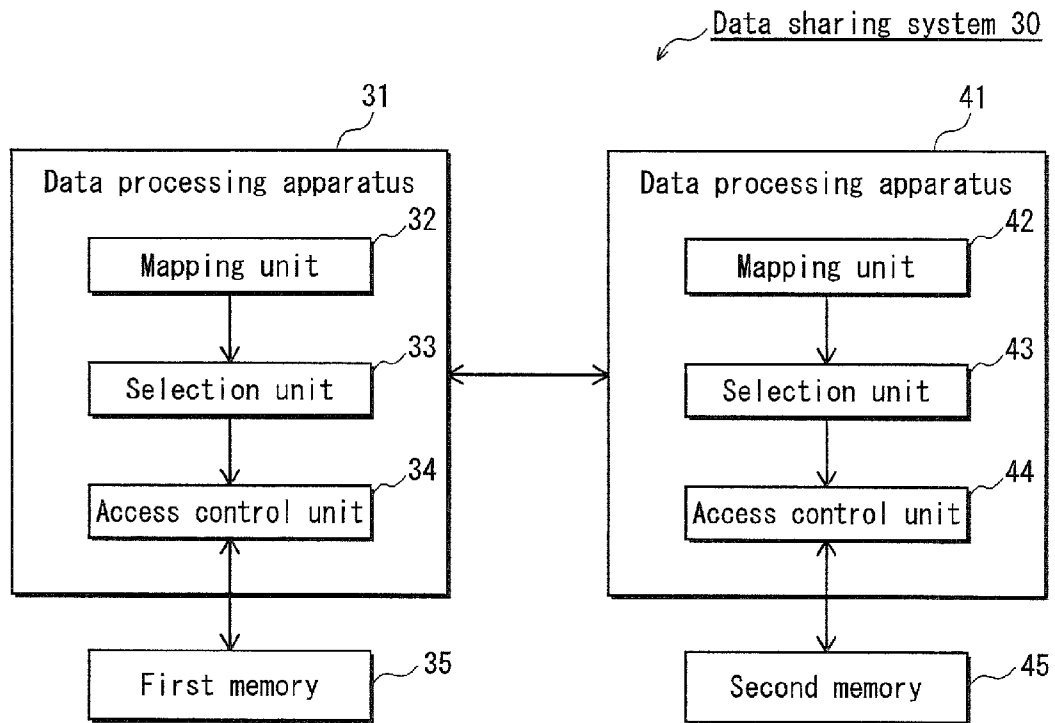 Data sharing system 30
31
Data processing apparatus
32
Mapping unit
33
Selection unit
34
Access control unit
First memory
35
41
Data processing apparatus
42
Mapping unit
43
Selection unit
44
Access control unit
Second memory
45